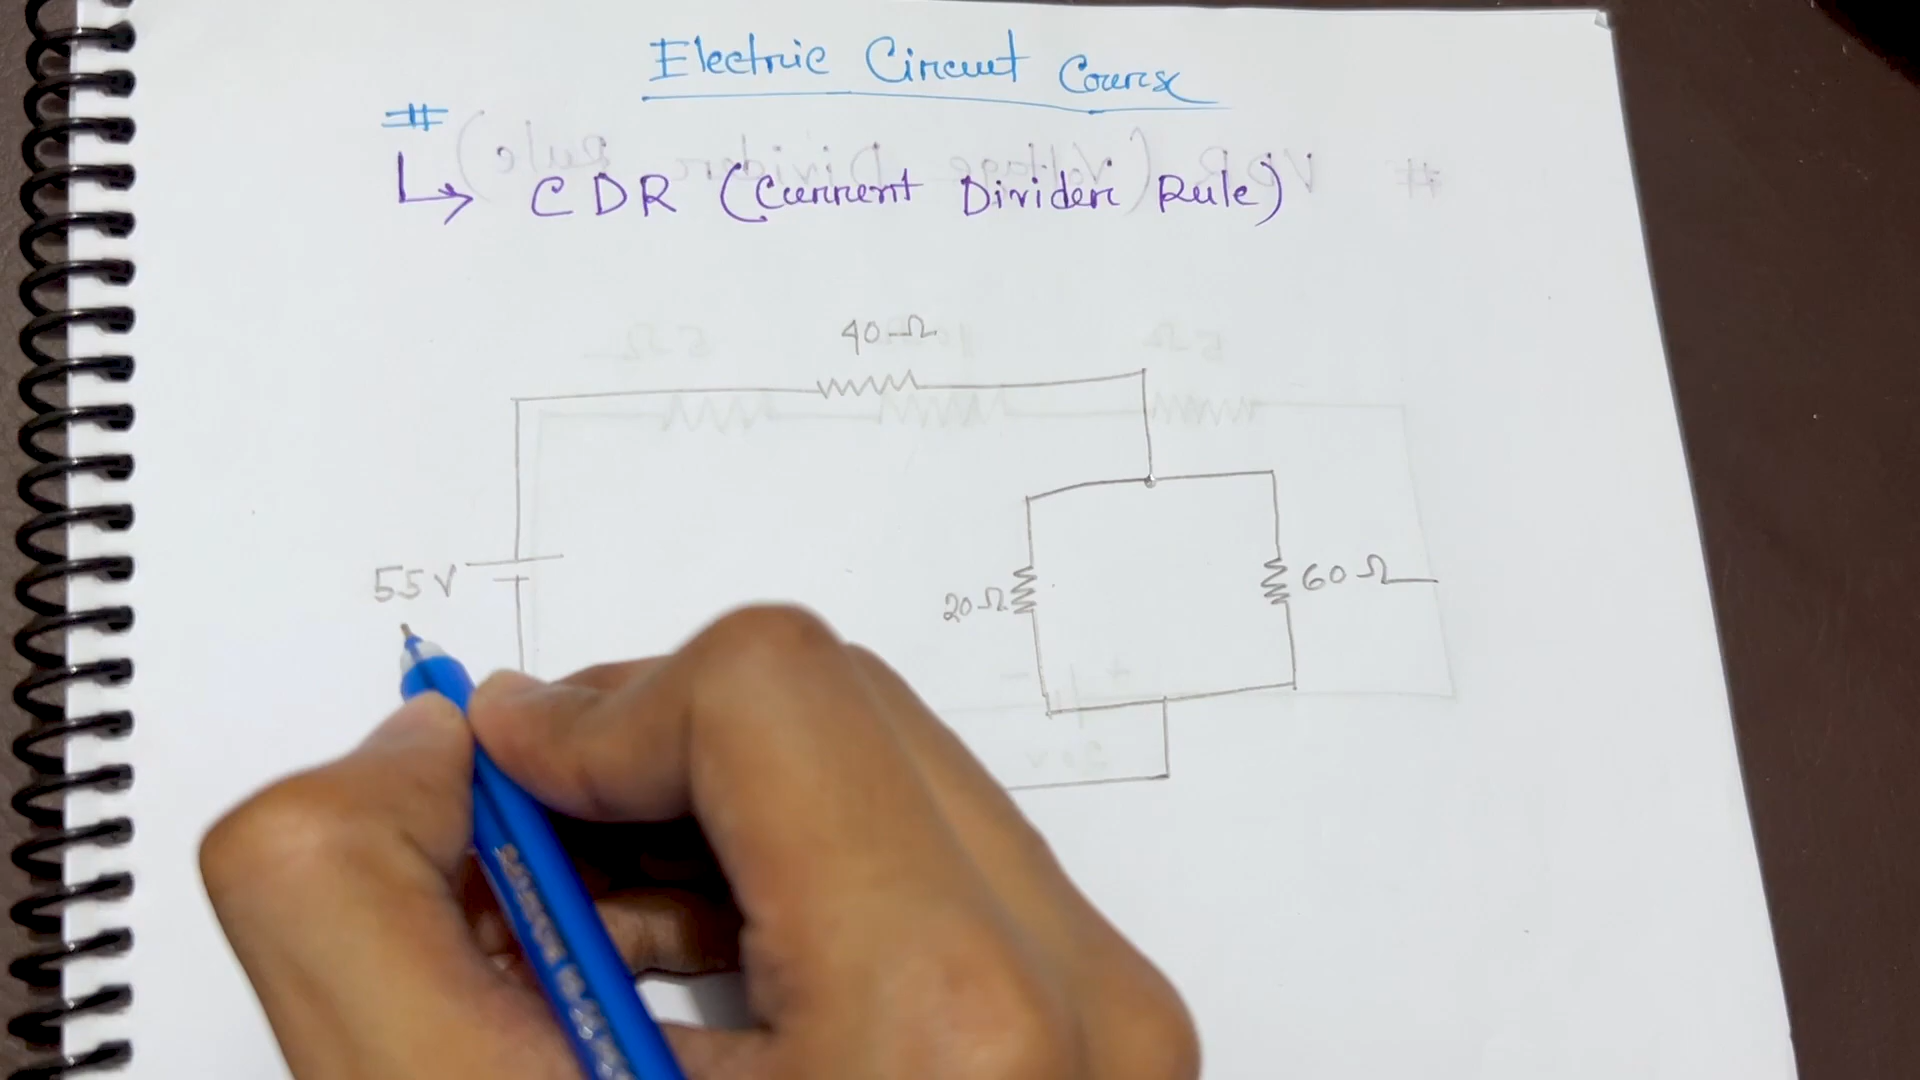 Electric Circuit Course
#
↳ CDR (Current Divider Rule)
40Ω
55V
20Ω
60Ω